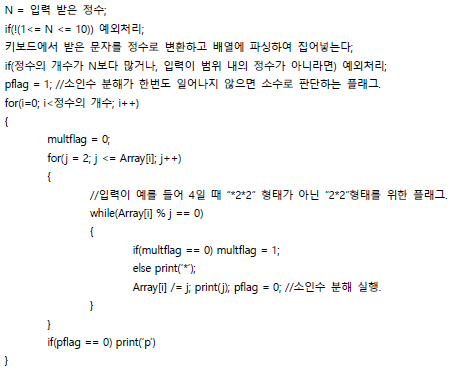 N = 입력 받은 정수;
if(!(1<= N <= 10)) 예외처리;
키보드에서 받은 문자를 정수로 변환하고 배열에 파싱하여 집어넣는다;
if(정수의 개수가 N보다 많거나, 입력이 범위 내의 정수가 아니라면) 예외처리;
pflag = 1; //소인수 분해가 한번도 일어나지 않으면 소수로 판단하는 플래그.
for(i=0; i<정수의 개수; i++)
{
multflag = 0;
for(j = 2; j <= Array[i]; j++)
{
//입력이 예를 들어 4일 때 "*2*2" 형태가 아닌 "2*2"형태를 위한 플래그.
while(Array[i] % j == 0)
{
if(multflag == 0) multflag = 1;
else print('*');
Array[i] /= j; print(j); pflag = 0; //소인수 분해 실행.
}
}
if(pflag == 0) print('p')
}